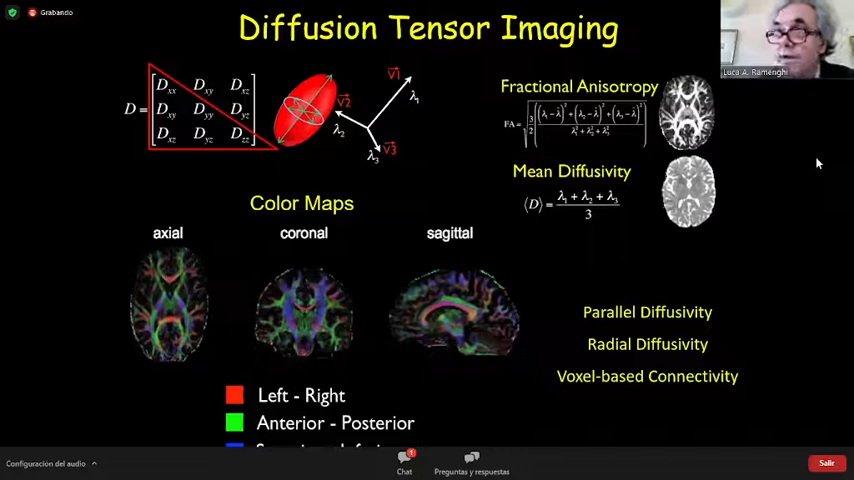 Grabando
Diffusion Tensor Imaging
Luca A. Ramenghi
D = [ Dxx Dxy Dxz
Dxy Dyy Dyz
Dxz Dyz Dzz ]
v1
λ1
v2
λ2
v3
λ3
Fractional Anisotropy
FA =
Mean Diffusivity
⟨D⟩ = (λ1 + λ2 + λ3) / 3
Color Maps
axial coronal sagittal
Parallel Diffusivity
Radial Diffusivity
Voxel-based Connectivity
Left - Right
Anterior - Posterior
Configuración del audio
1
Chat
Preguntas y respuestas
Salir